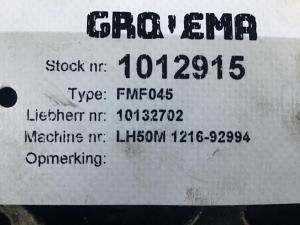 GROVEMA
Stock nr: 1012915
Type: FMF045
Liebherr nr: 10132702
Machine nr: LH50M 1216-92994
Opmerking: